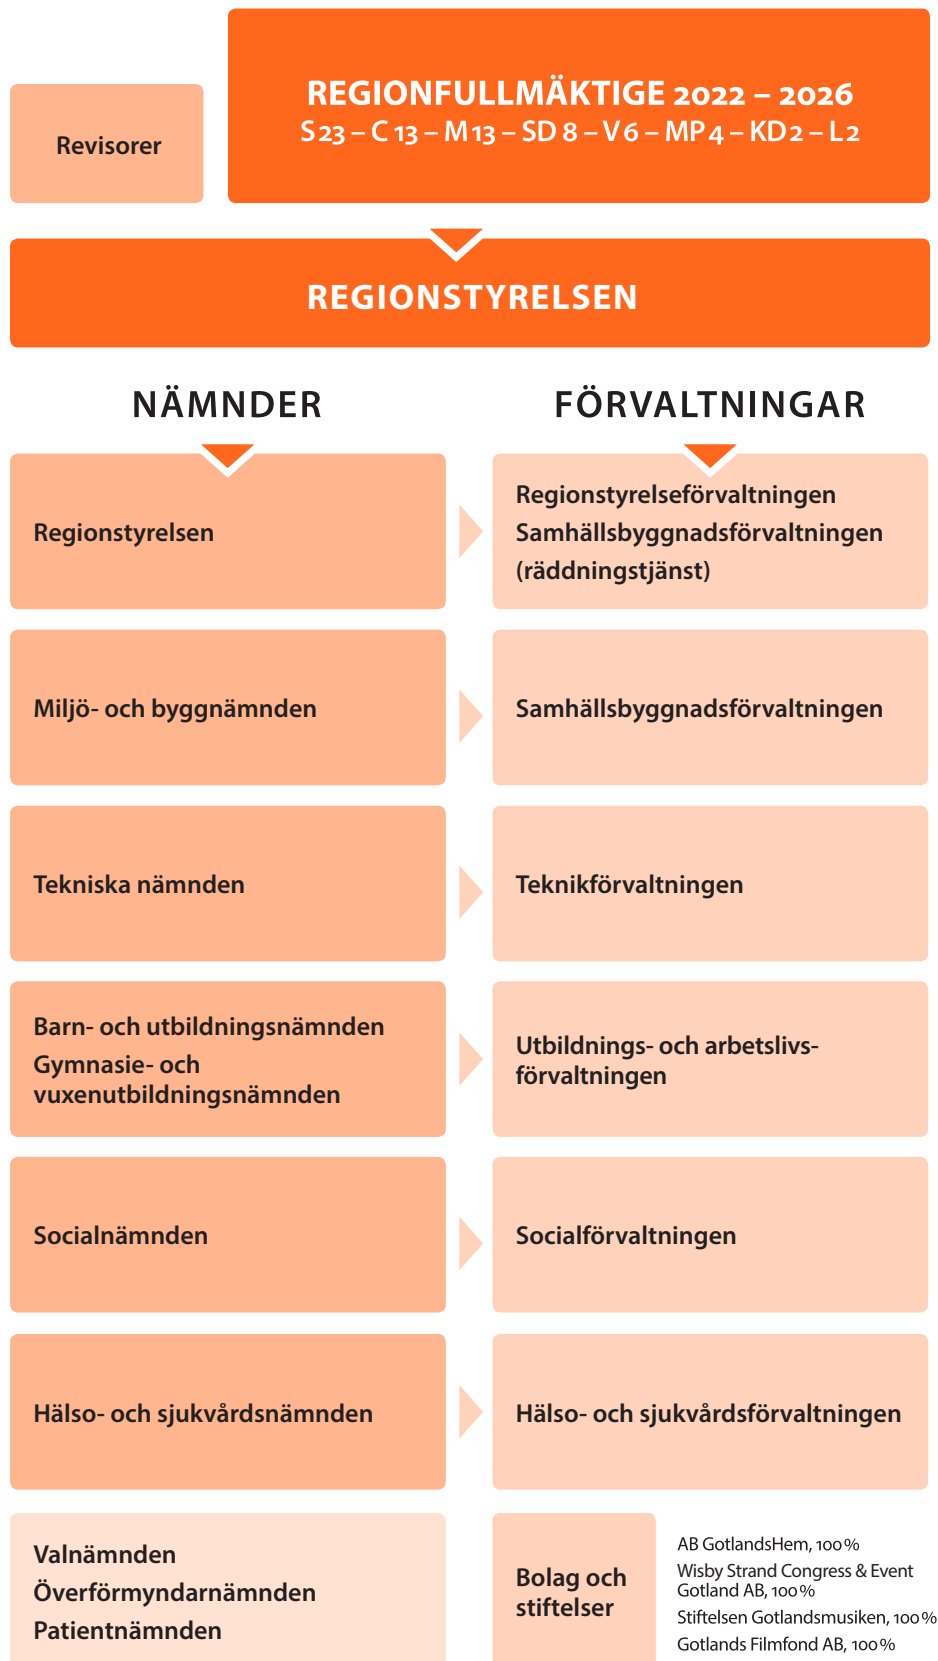 Revisorer
REGIONFULLMÄKTIGE 2022 – 2026
S 23 – C 13 – M 13 – SD 8 – V 6 – MP 4 – KD 2 – L 2
REGIONSTYRELSEN
NÄMNDER
FÖRVALTNINGAR
Regionstyrelsen
Regionstyrelseförvaltningen
Samhällsbyggnadsförvaltningen
(räddningstjänst)
Miljö- och byggnämnden
Samhällsbyggnadsförvaltningen
Tekniska nämnden
Teknikförvaltningen
Barn- och utbildningsnämnden
Gymnasie- och
vuxenutbildningsnämnden
Utbildnings- och arbetslivs-
förvaltningen
Socialnämnden
Socialförvaltningen
Hälso- och sjukvårdsnämnden
Hälso- och sjukvårdsförvaltningen
Valnämnden
Överförmyndarnämnden
Patientnämnden
Bolag och
stiftelser
AB GotlandsHem, 100 %
Wisby Strand Congress & Event
Gotland AB, 100 %
Stiftelsen Gotlandsmusiken, 100 %
Gotlands Filmfond AB, 100 %